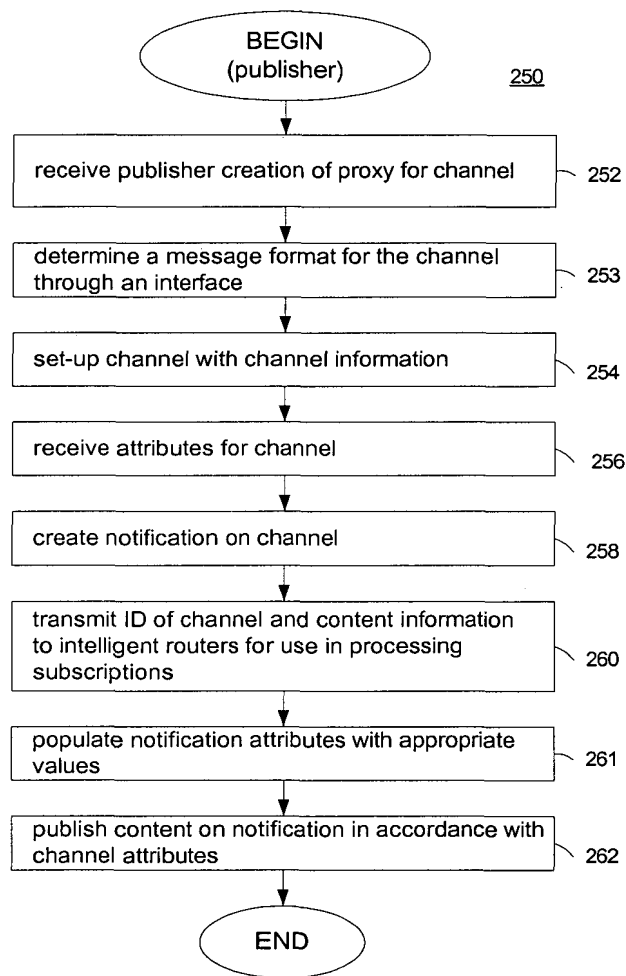 BEGIN
(publisher)
250
receive publisher creation of proxy for channel
252
determine a message format for the channel
through an interface
253
set-up channel with channel information
254
receive attributes for channel
256
create notification on channel
258
transmit ID of channel and content information
to intelligent routers for use in processing
subscriptions
260
populate notification attributes with appropriate
values
261
publish content on notification in accordance with
channel attributes
262
END